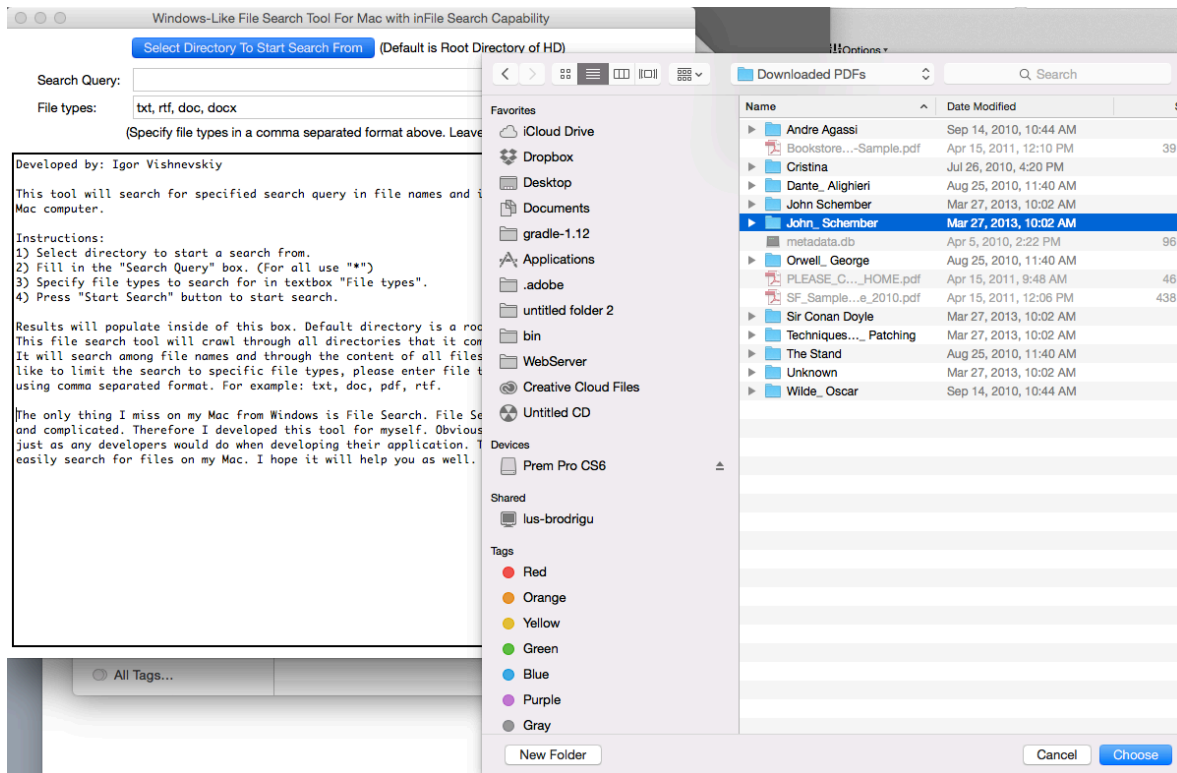 Windows-Like File Search Tool For Mac with inFile Search Capability
Select Directory To Start Search From (Default is Root Directory of HD)
Search Query:
File types: txt, rtf, doc, docx
(Specify file types in a comma separated format above. Leave
Developed by: Igor Vishnevskiy
This tool will search for specified search query in file names and i
Mac computer.
Instructions:
1) Select directory to start a search from.
2) Fill in the "Search Query" box. (For all use "*")
3) Specify file types to search for in textbox "File types".
4) Press "Start Search" button to start search.
Results will populate inside of this box. Default directory is a roo
This file search tool will crawl through all directories that it com
It will search among file names and through the content of all files
like to limit the search to specific file types, please enter file t
using comma separated format. For example: txt, doc, pdf, rtf.
The only thing I miss on my Mac from Windows is File Search. File Se
and complicated. Therefore I developed this tool for myself. Obvious
just as any developers would do when developing their application. T
easily search for files on my Mac. I hope it will help you as well.
All Tags...
Options
Downloaded PDFs
Search
Favorites
iCloud Drive
Dropbox
Desktop
Documents
gradle-1.12
Applications
.adobe
untitled folder 2
bin
WebServer
Creative Cloud Files
Untitled CD
Devices
Prem Pro CS6
Shared
lus-brodrigu
Tags
Red
Orange
Yellow
Green
Blue
Purple
Gray
Name Date Modified S
Andre Agassi Sep 14, 2010, 10:44 AM
Bookstore...-Sample.pdf Apr 15, 2011, 12:10 PM 39
Cristina Jul 26, 2010, 4:20 PM
Dante_ Alighieri Aug 25, 2010, 11:40 AM
John Schember Mar 27, 2013, 10:02 AM
John_ Schember Mar 27, 2013, 10:02 AM
metadata.db Apr 5, 2010, 2:22 PM 96
Orwell_ George Aug 25, 2010, 11:40 AM
PLEASE_C..._HOME.pdf Apr 15, 2011, 9:48 AM 46
SF_Sample...e_2010.pdf Apr 15, 2011, 12:06 PM 438
Sir Conan Doyle Mar 27, 2013, 10:02 AM
Techniques..._ Patching Mar 27, 2013, 10:02 AM
The Stand Aug 25, 2010, 11:40 AM
Unknown Mar 27, 2013, 10:02 AM
Wilde_ Oscar Sep 14, 2010, 10:44 AM
New Folder Cancel Choose